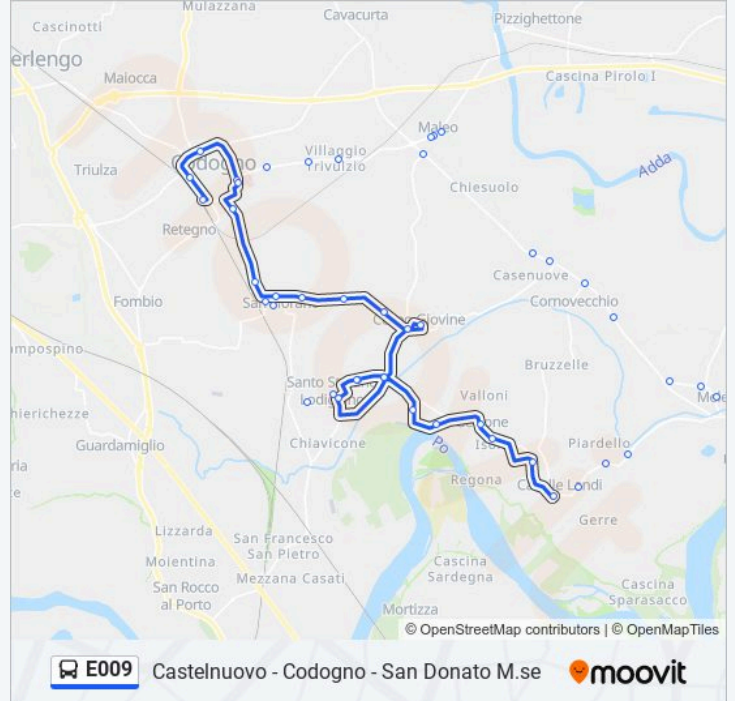 Mulazzana
Cavacurta
Pizzighettone
Cascinotti
erlengo
Maiocca
Cascina Pirolo I
Maleo
Villaggio
Trivulzio
Codogno
Triulza
Adda
Chiesuolo
Retegno
Casenuove
Fombio
Cornovecchio
ampospino
Bruzzelle
Valloni
hierichezze
Guardamiglio
Chiavicone
Po
Piardello
ria
Regona
Gerre
e
Lizzarda
San Francesco
San Pietro
Moientina
Mezzana Casati
Cascina
Sardegna
San Rocco
al Porto
Cascina
Sparasacco
Mortizza
© OpenStreetMap contributors | © OpenMapTiles
E009 Castelnuovo - Codogno - San Donato M.se moovit